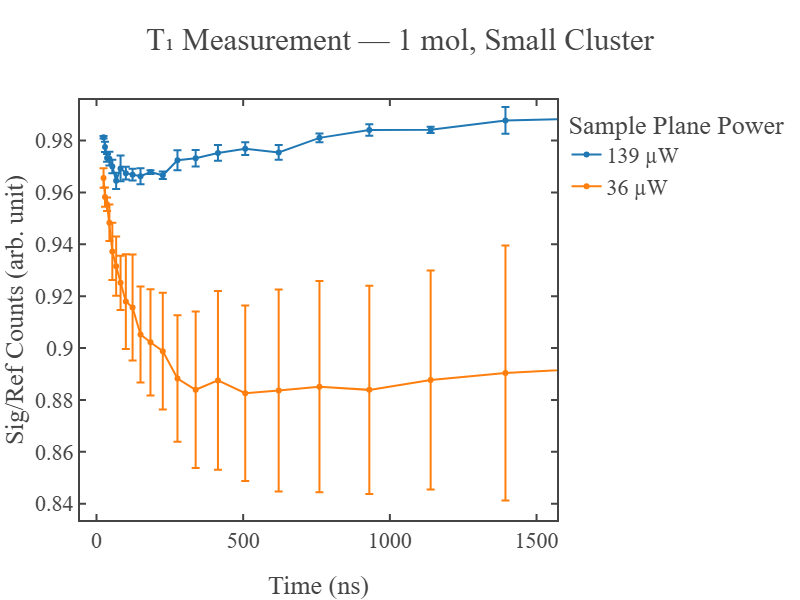 T₁ Measurement — 1 mol, Small Cluster
Sample Plane Power
139 µW
36 µW
Sig/Ref Counts (arb. unit)
0.98
0.96
0.94
0.92
0.9
0.88
0.86
0.84
0
500
1000
1500
Time (ns)